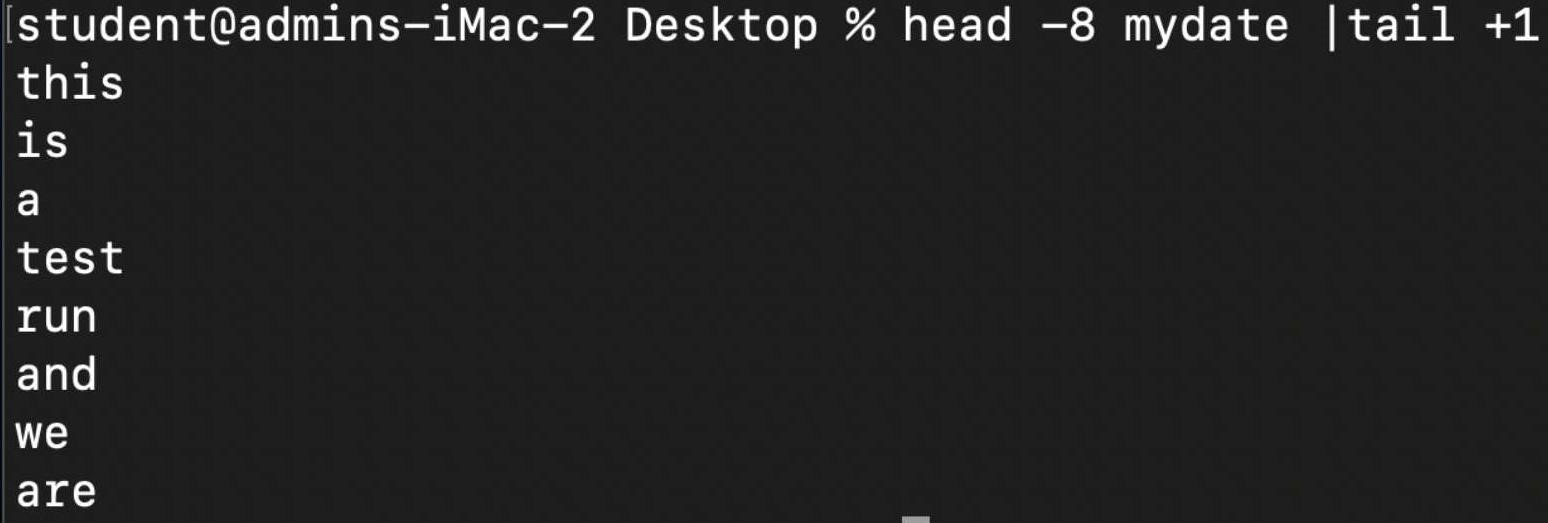 [student@admins-iMac-2 Desktop % head -8 mydate |tail +1
this
is
a
test
run
and
we
are